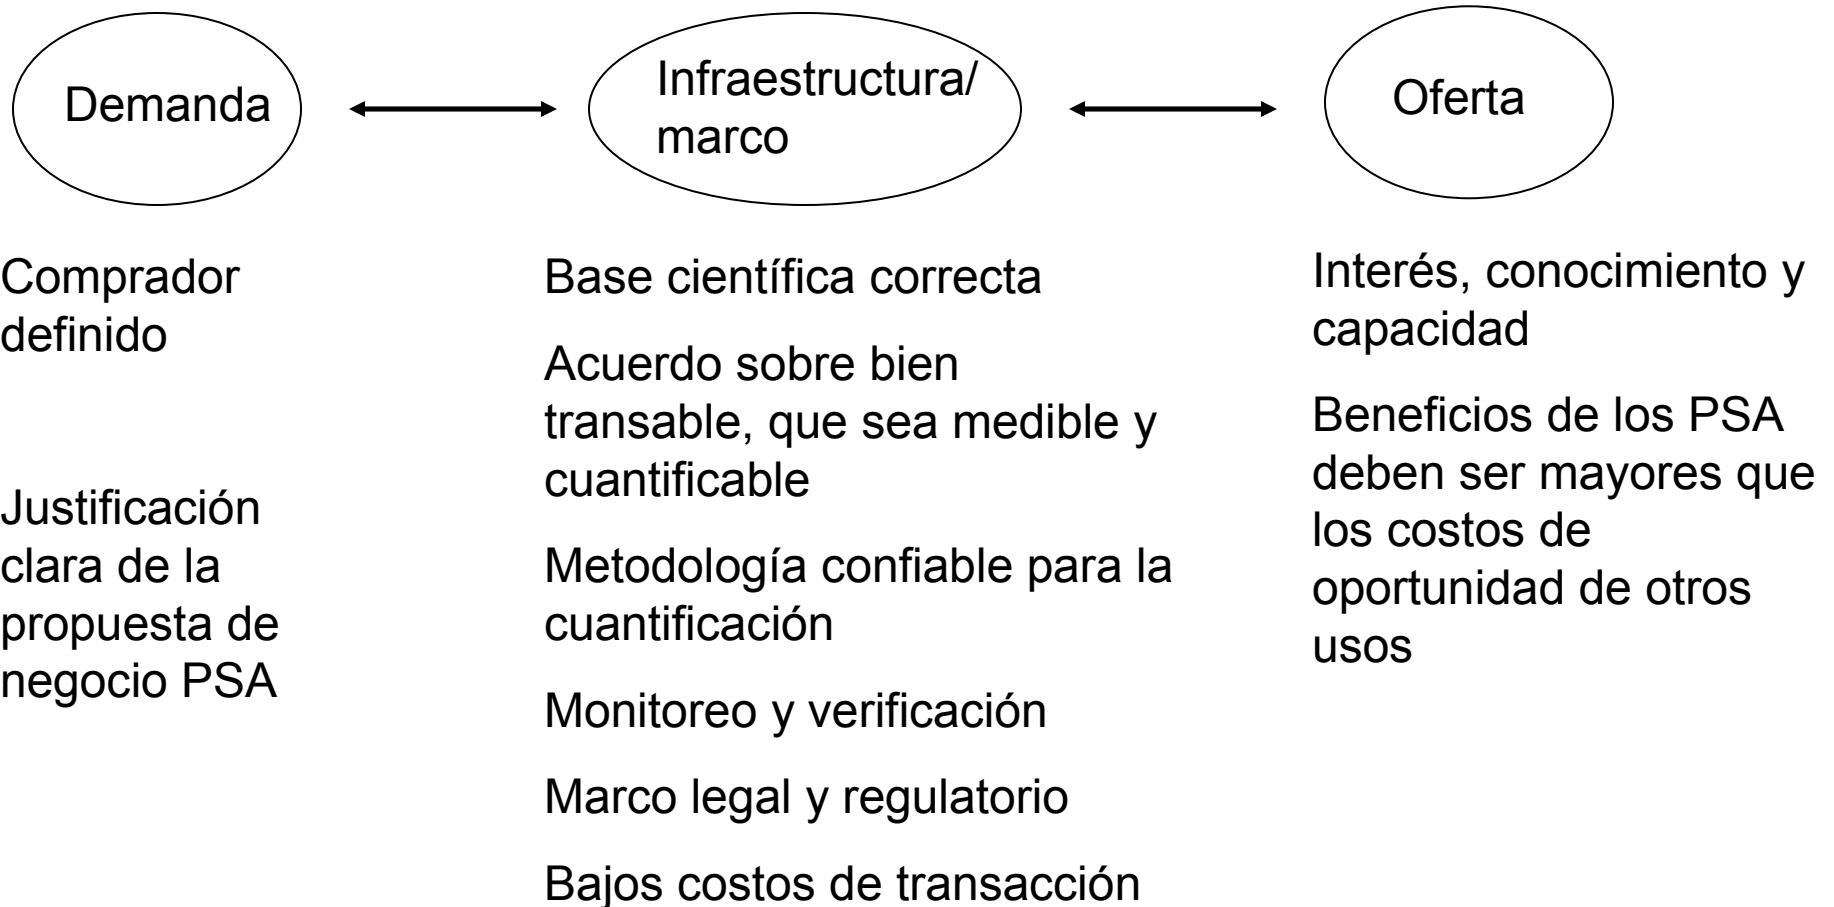 Demanda
Infraestructura/
marco
Oferta
Comprador
definido
Justificación
clara de la
propuesta de
negocio PSA
Base científica correcta
Acuerdo sobre bien
transable, que sea medible y
cuantificable
Metodología confiable para la
cuantificación
Monitoreo y verificación
Marco legal y regulatorio
Bajos costos de transacción
Interés, conocimiento y
capacidad
Beneficios de los PSA
deben ser mayores que
los costos de
oportunidad de otros
usos